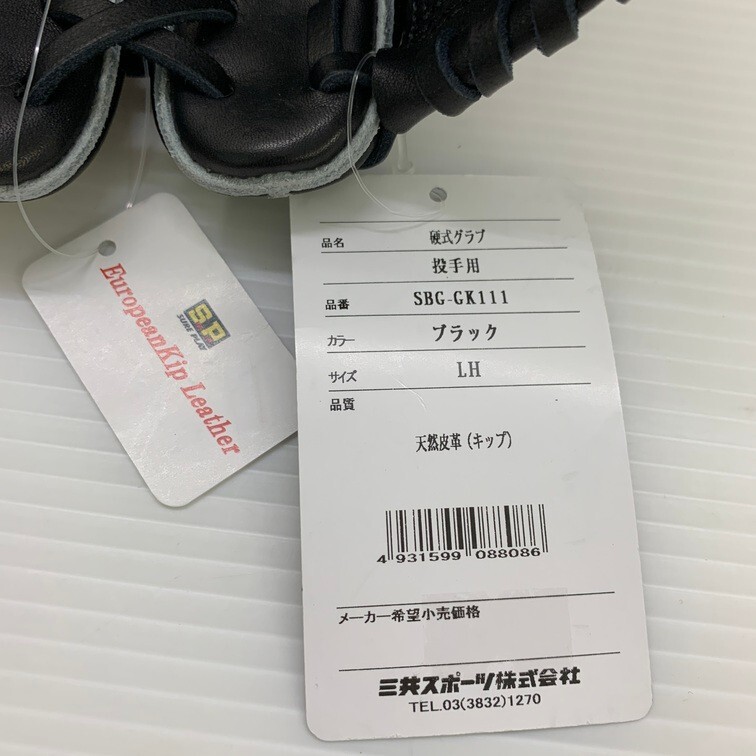 EuropeanKip Leather
S.P
SURE PLAY
品名 硬式グラブ
投手用
品番 SBG-GK111
カラー ブラック
サイズ LH
品質
天然皮革(キップ)
4 931599 088086
メーカー希望小売価格
三共スポーツ株式会社
TEL.03(3832)1270